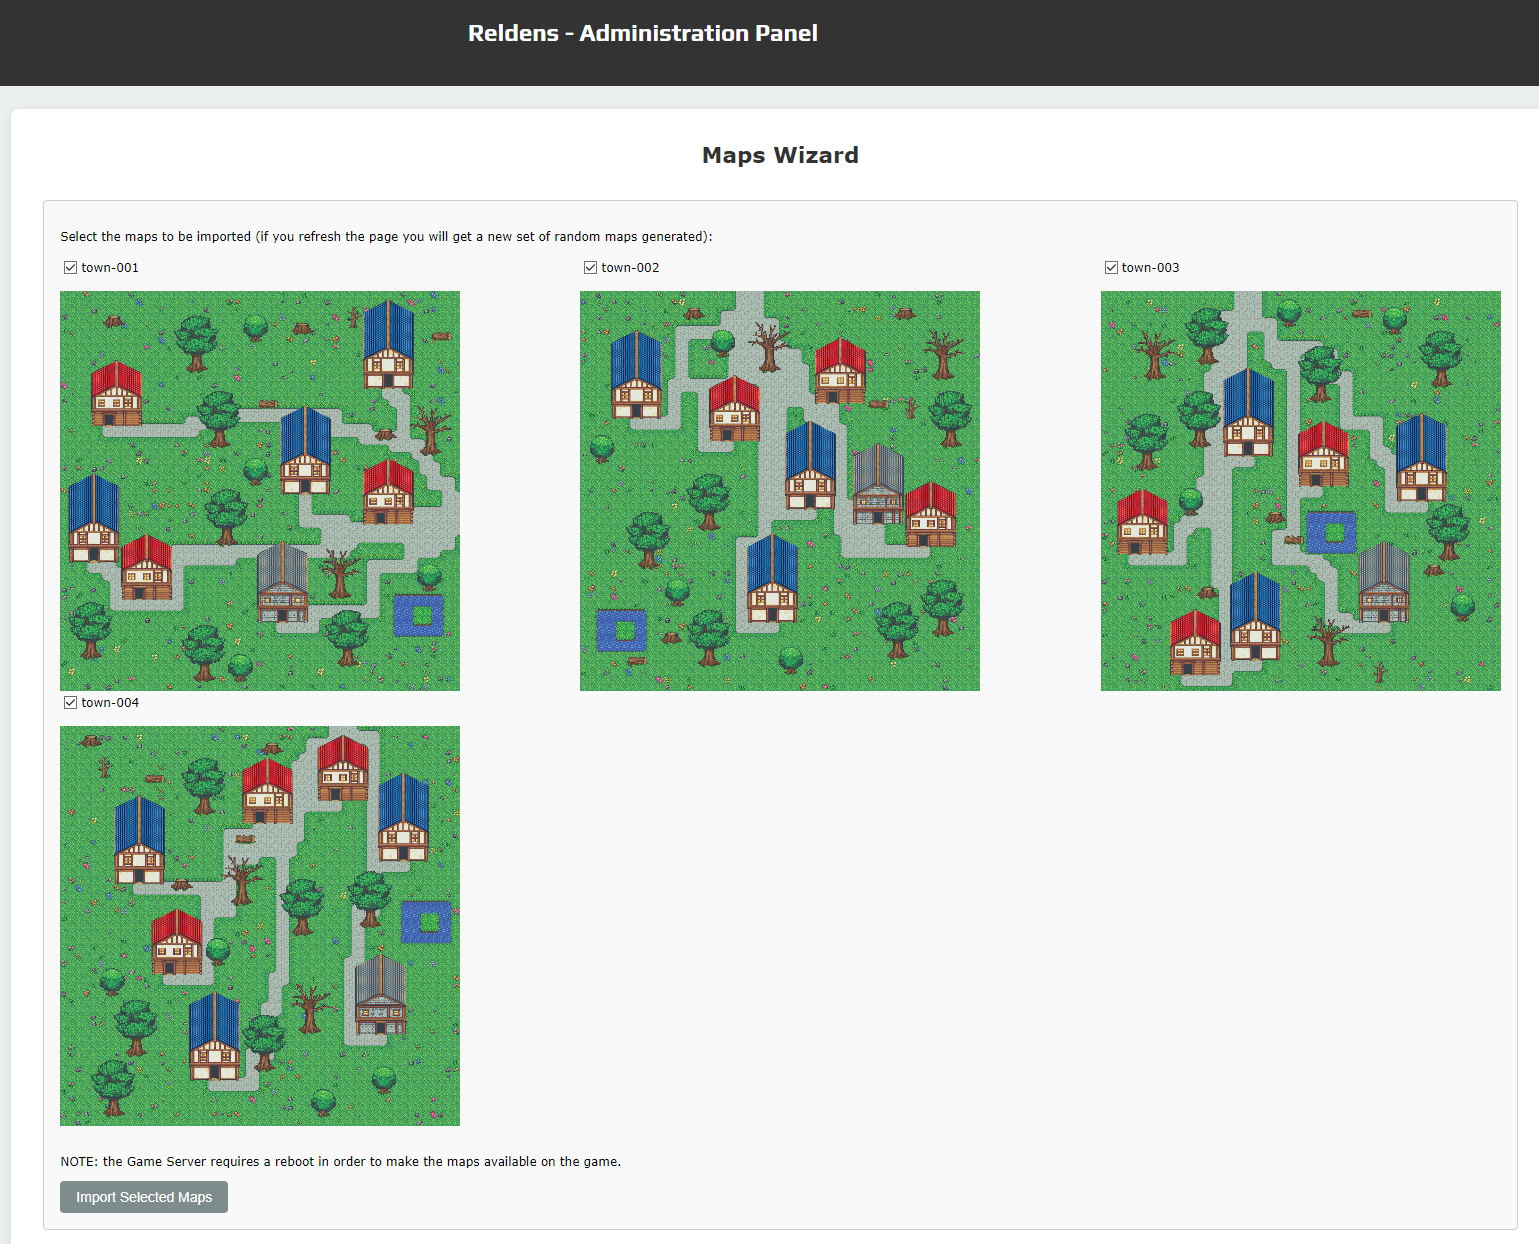 Reldens - Administration Panel
Maps Wizard
Select the maps to be imported (if you refresh the page you will get a new set of random maps generated):
town-001
town-002
town-003
town-004
NOTE: the Game Server requires a reboot in order to make the maps available on the game.
Import Selected Maps